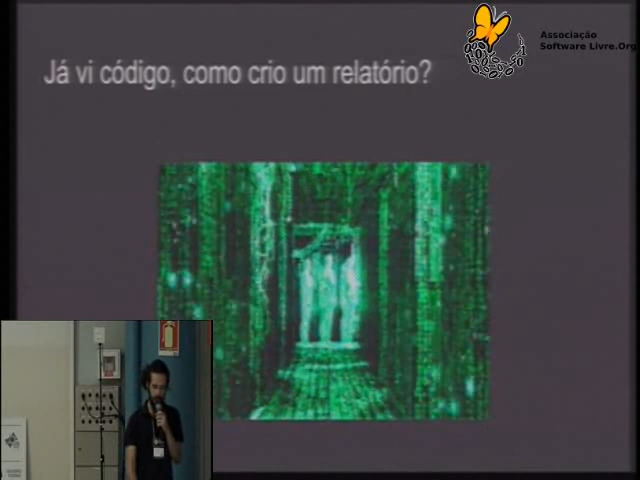 Já vi código, como crio um relatório?
Associação
Software Livre.Org